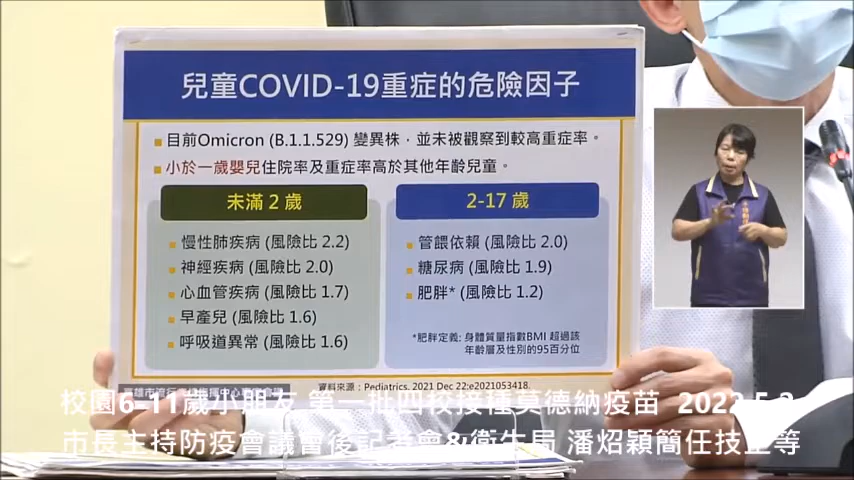 兒童COVID-19重症的危險因子
目前Omicron (B.1.1.529) 變異株，並未被觀察到較高重症率。
小於一歲嬰兒住院率及重症率高於其他年齡兒童。
未滿 2 歲
慢性肺疾病 (風險比 2.2)
神經疾病 (風險比 2.0)
心血管疾病 (風險比 1.7)
早產兒 (風險比 1.6)
呼吸道異常 (風險比 1.6)
2-17 歲
管餵依賴 (風險比 2.0)
糖尿病 (風險比 1.9)
肥胖* (風險比 1.2)
*肥胖定義: 身體質量指數BMI 超過該
年齡層及性別的95百分位
資料來源：Pediatrics. 2021 Dec 22:e2021053418.
校園6-11歲小朋友 第一批四校接種莫德納疫苗 2022.5.2
市長主持防疫會議會後記者會&衛生局 潘炤穎簡任技正等